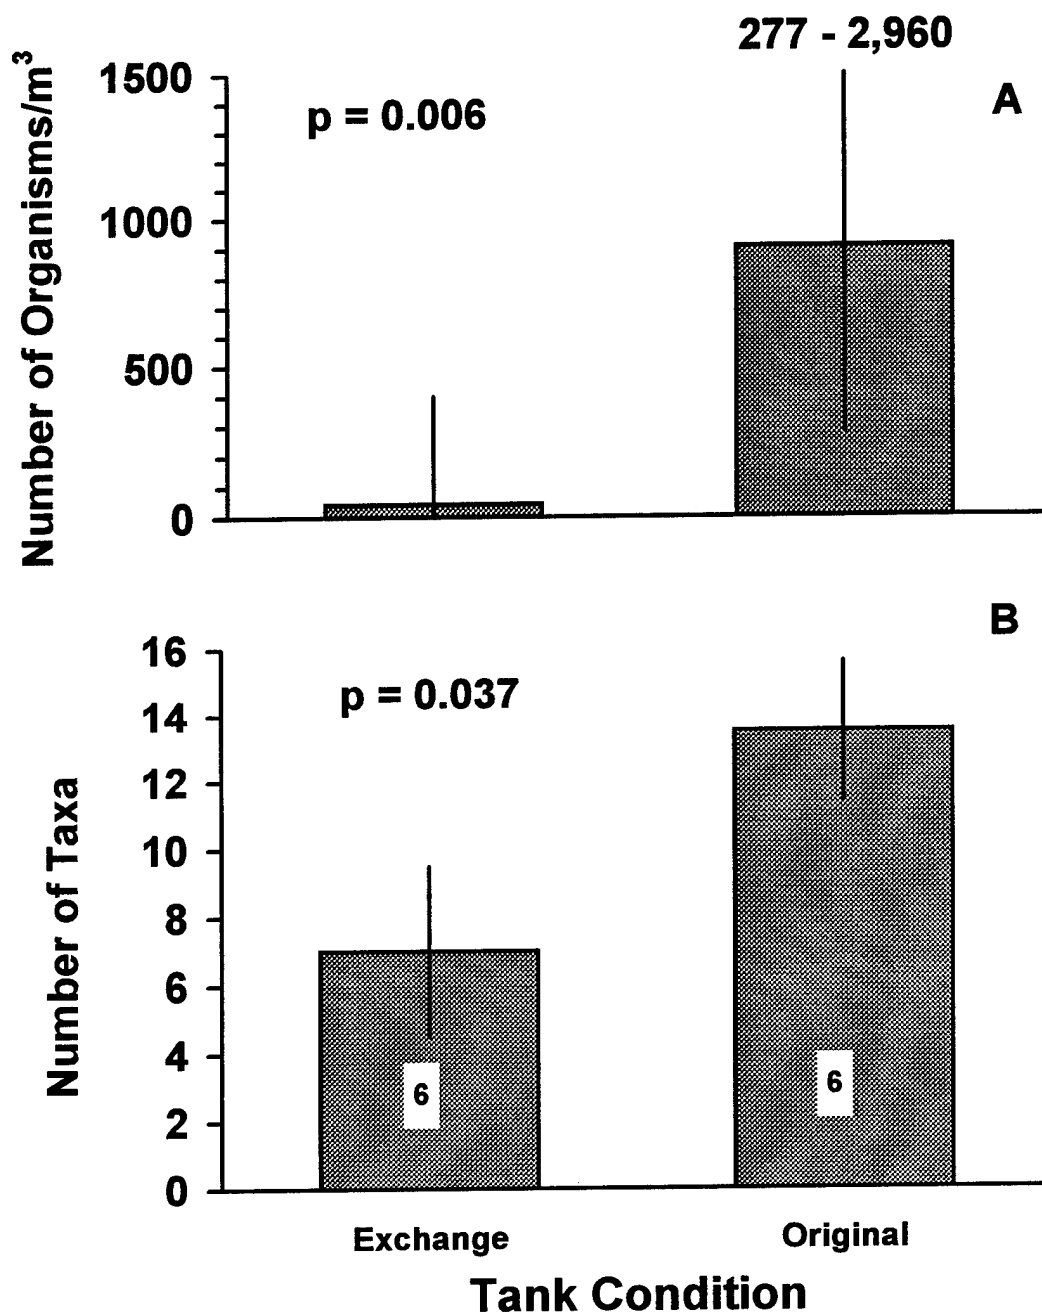 277 - 2,960
A
p = 0.006
Number of Organisms/m³
1500
1000
500
0
B
p = 0.037
Number of Taxa
16
14
12
10
8
6
4
2
0
6
6
Exchange
Original
Tank Condition